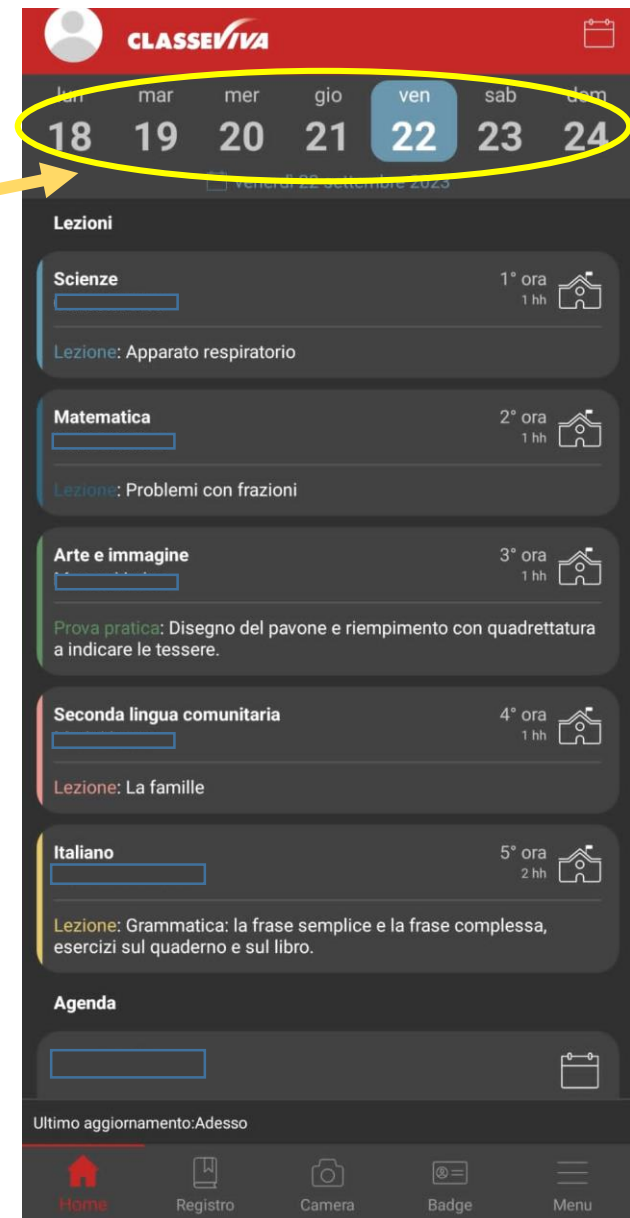 CLASSEVIVA
lun mar mer gio ven sab dom
18 19 20 21 22 23 24
venerdì 22 settembre 2023
Lezioni
Scienze
1° ora
1 hh
Lezione: Apparato respiratorio
Matematica
2° ora
1 hh
Lezione: Problemi con frazioni
Arte e immagine
3° ora
1 hh
Prova pratica: Disegno del pavone e riempimento con quadrettatura
a indicare le tessere.
Seconda lingua comunitaria
4° ora
1 hh
Lezione: La famille
Italiano
5° ora
2 hh
Lezione: Grammatica: la frase semplice e la frase complessa,
esercizi sul quaderno e sul libro.
Agenda
Ultimo aggiornamento:Adesso
Home Registro Camera Badge Menu